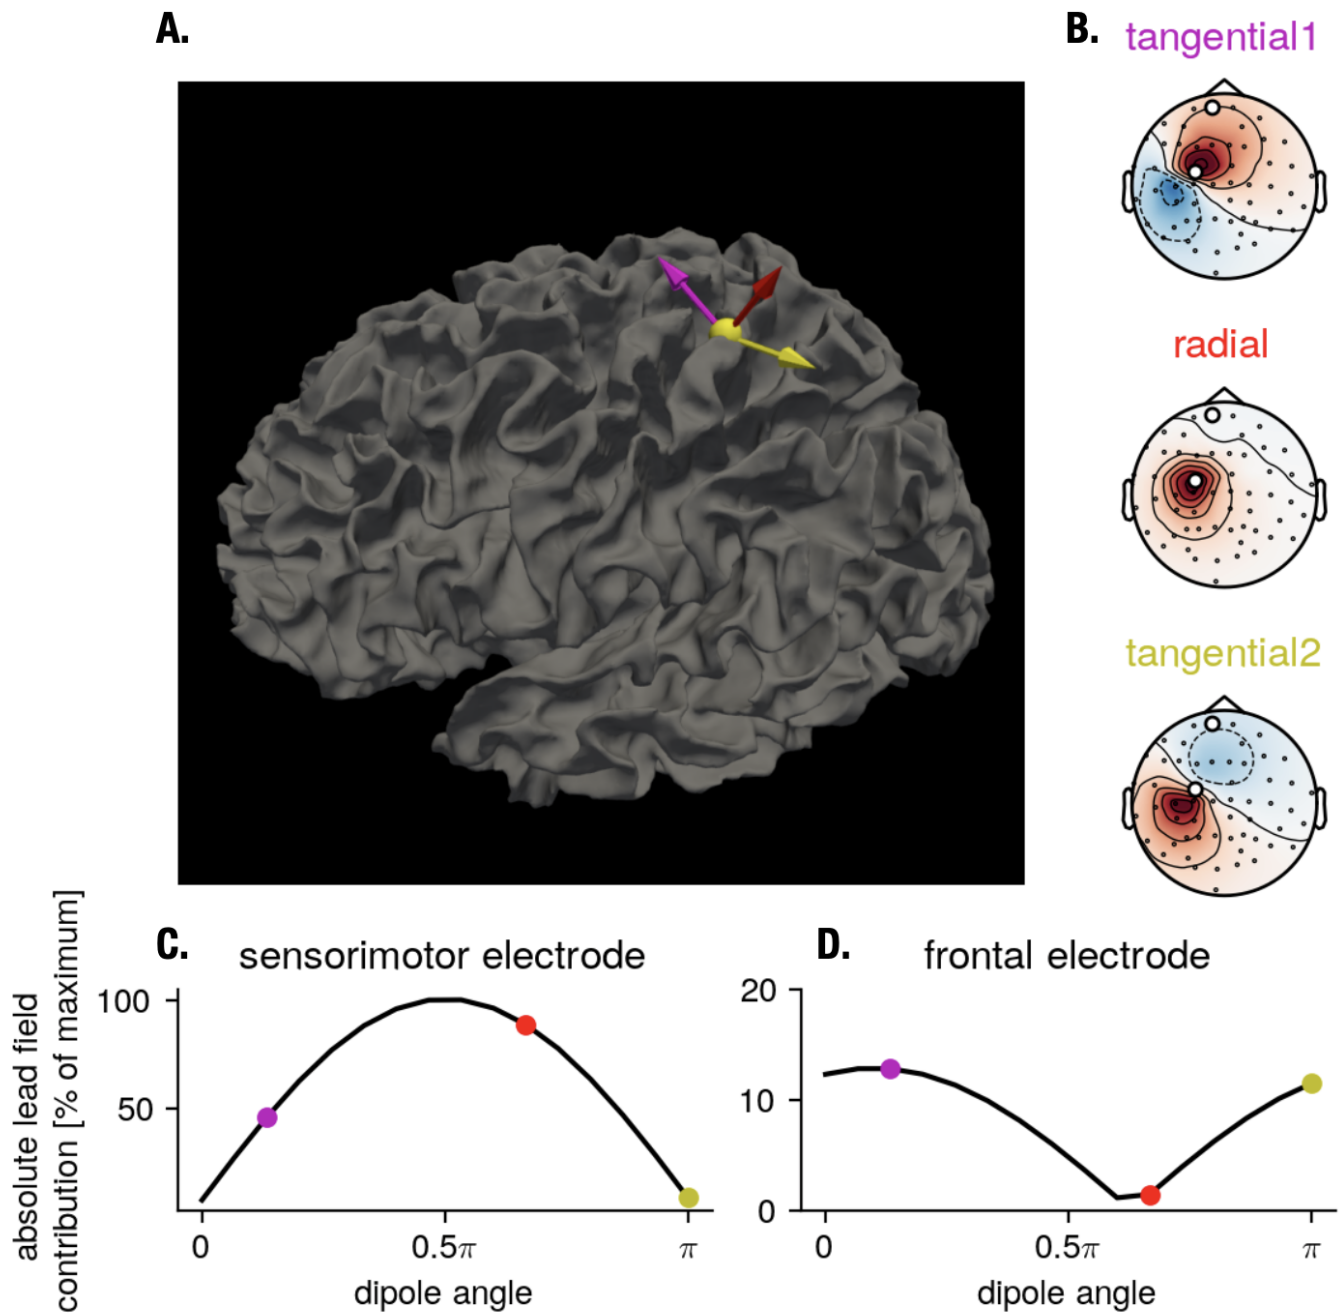 A.
B.
tangential1
radial
tangential2
C.
sensorimotor electrode
absolute lead field
contribution [% of maximum]
100
50
0
0.5π
π
dipole angle
D.
frontal electrode
20
10
0
0
0.5π
π
dipole angle